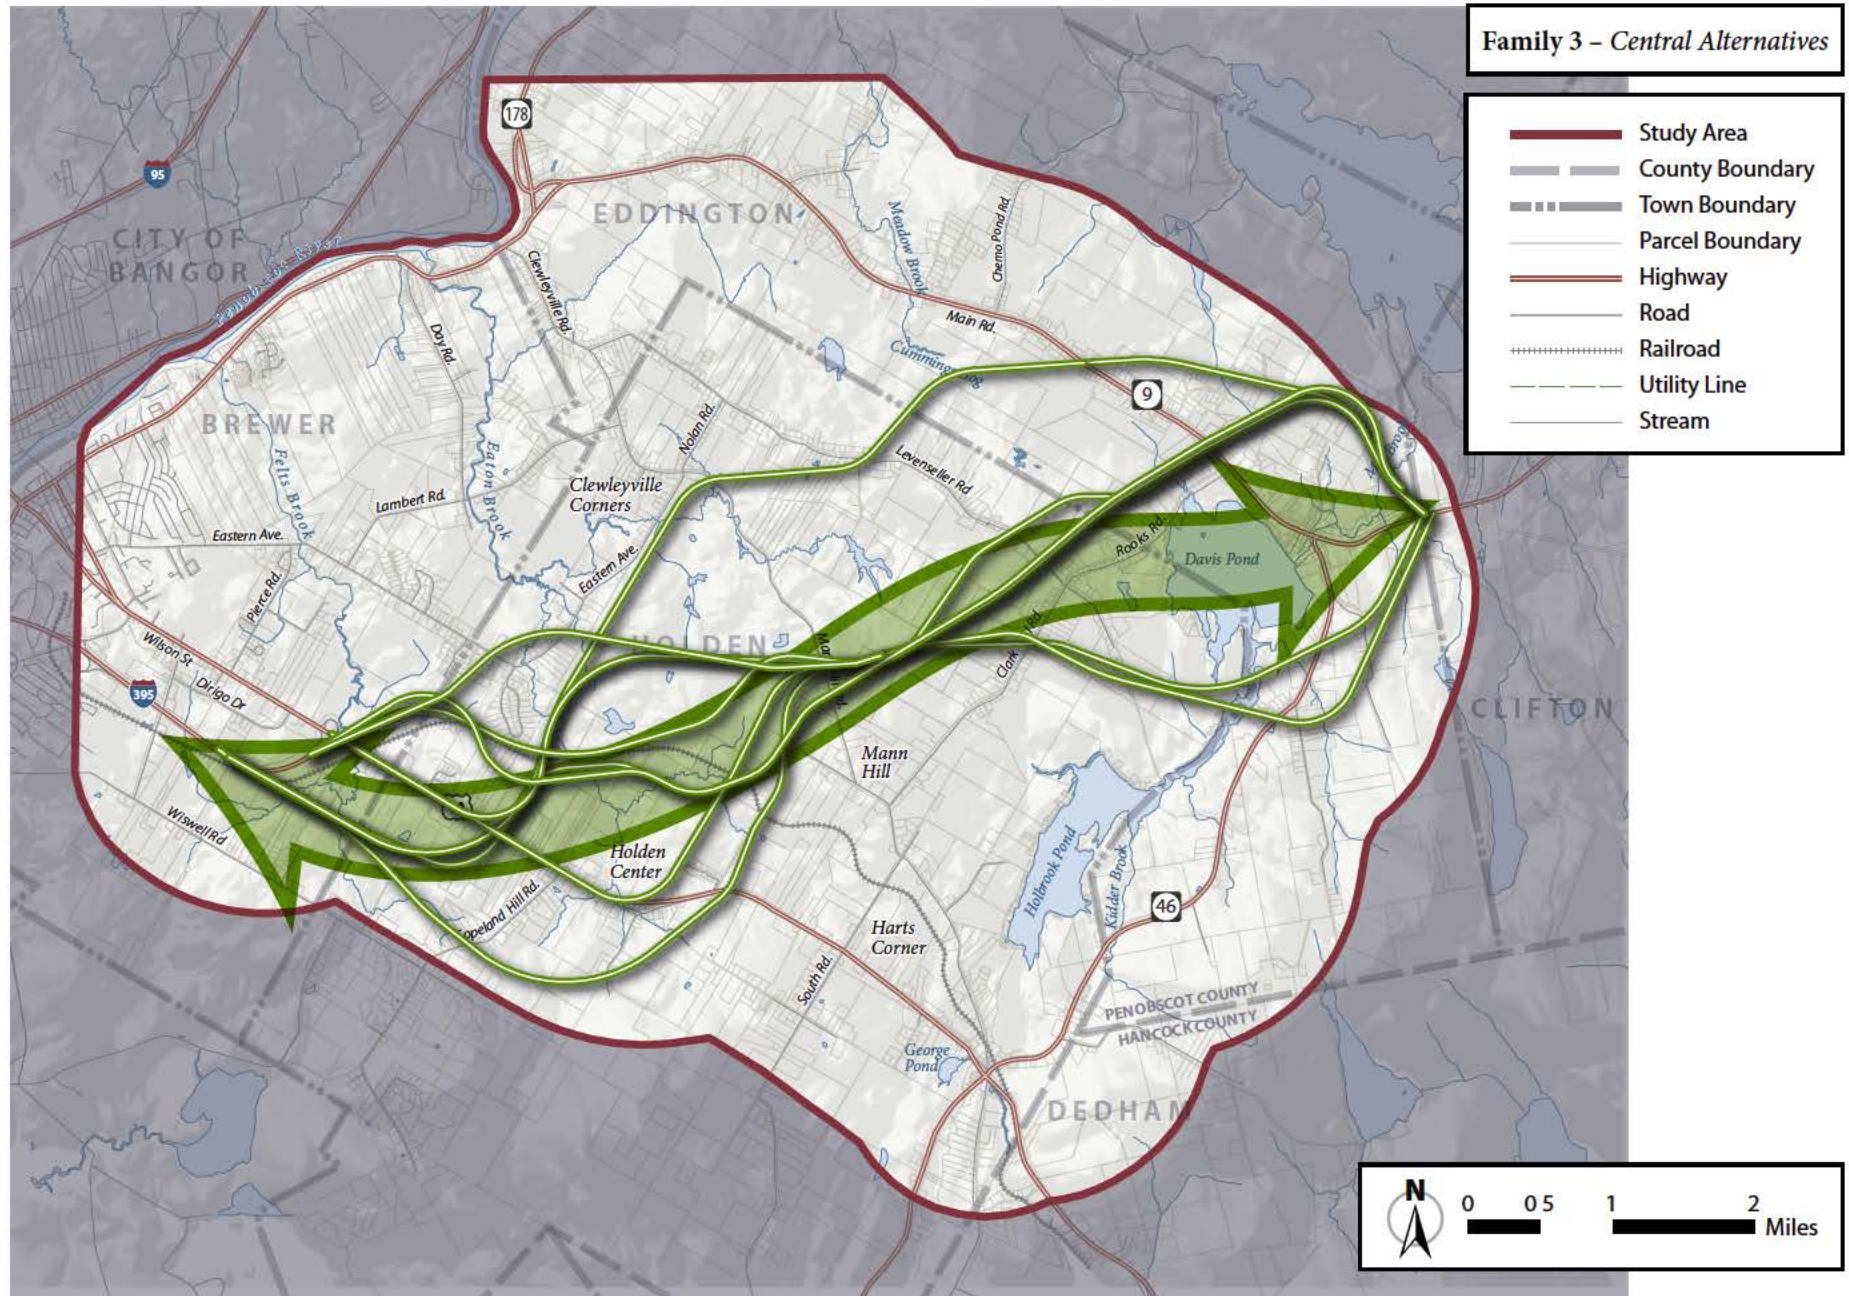 Family 3 – Central Alternatives
Study Area
County Boundary
Town Boundary
Parcel Boundary
Highway
Road
Railroad
Utility Line
Stream
178
95
EDDINGTON
CITY OF
BANGOR
Penobscot River
Meadow Brook
Chemo Pond Rd.
Clewleyville Rd.
Main Rd.
Day Rd.
Cummings Bog
9
BREWER
Nolan Rd.
Felts Brook
Eaton Brook
Levenseller Rd
Clewleyville
Corners
Lambert Rd.
Eastern Ave.
Eastern Ave.
Rooks Rd.
Davis Pond
Pierce Rd.
HOLDEN
Wilson St
Dirigo Dr
395
Clark
Rd.
CLIFTON
Mann
Hill
Wiswell Rd
Holden
Center
Holbrook Pond
Kidder Brook
46
Copeland Hill Rd.
Harts
Corner
South Rd.
PENOBSCOT COUNTY
HANCOCK COUNTY
George
Pond
DEDHAM
N
0 0 5 1 2
Miles